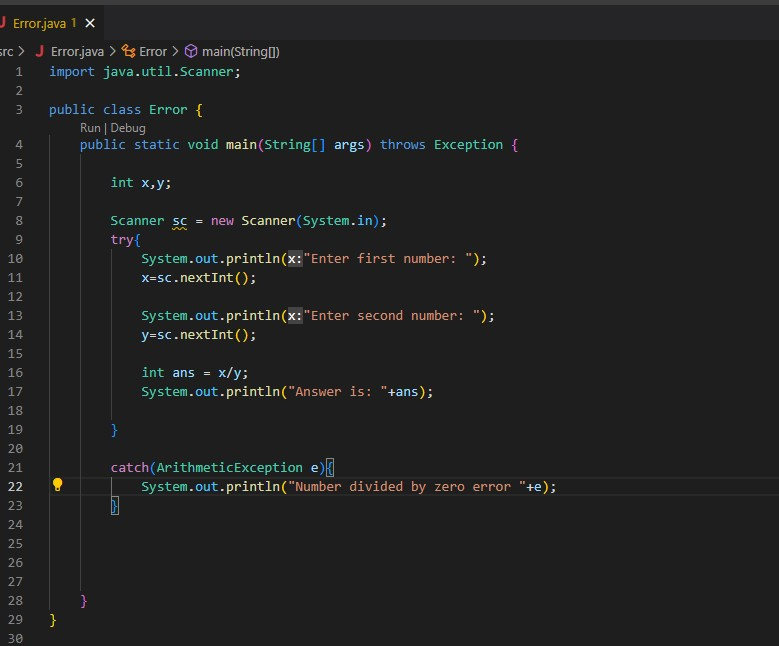 Error.java 1
src > Error.java > Error > main(String[])
1 import java.util.Scanner;
2
3 public class Error {
Run | Debug
4 public static void main(String[] args) throws Exception {
5
6 int x,y;
7
8 Scanner sc = new Scanner(System.in);
9 try{
10 System.out.println(x:"Enter first number: ");
11 x=sc.nextInt();
12
13 System.out.println(x:"Enter second number: ");
14 y=sc.nextInt();
15
16 int ans = x/y;
17 System.out.println("Answer is: "+ans);
18
19 }
20
21 catch(ArithmeticException e){
22 System.out.println("Number divided by zero error "+e);
23 }
24
25
26
27
28 }
29 }
30